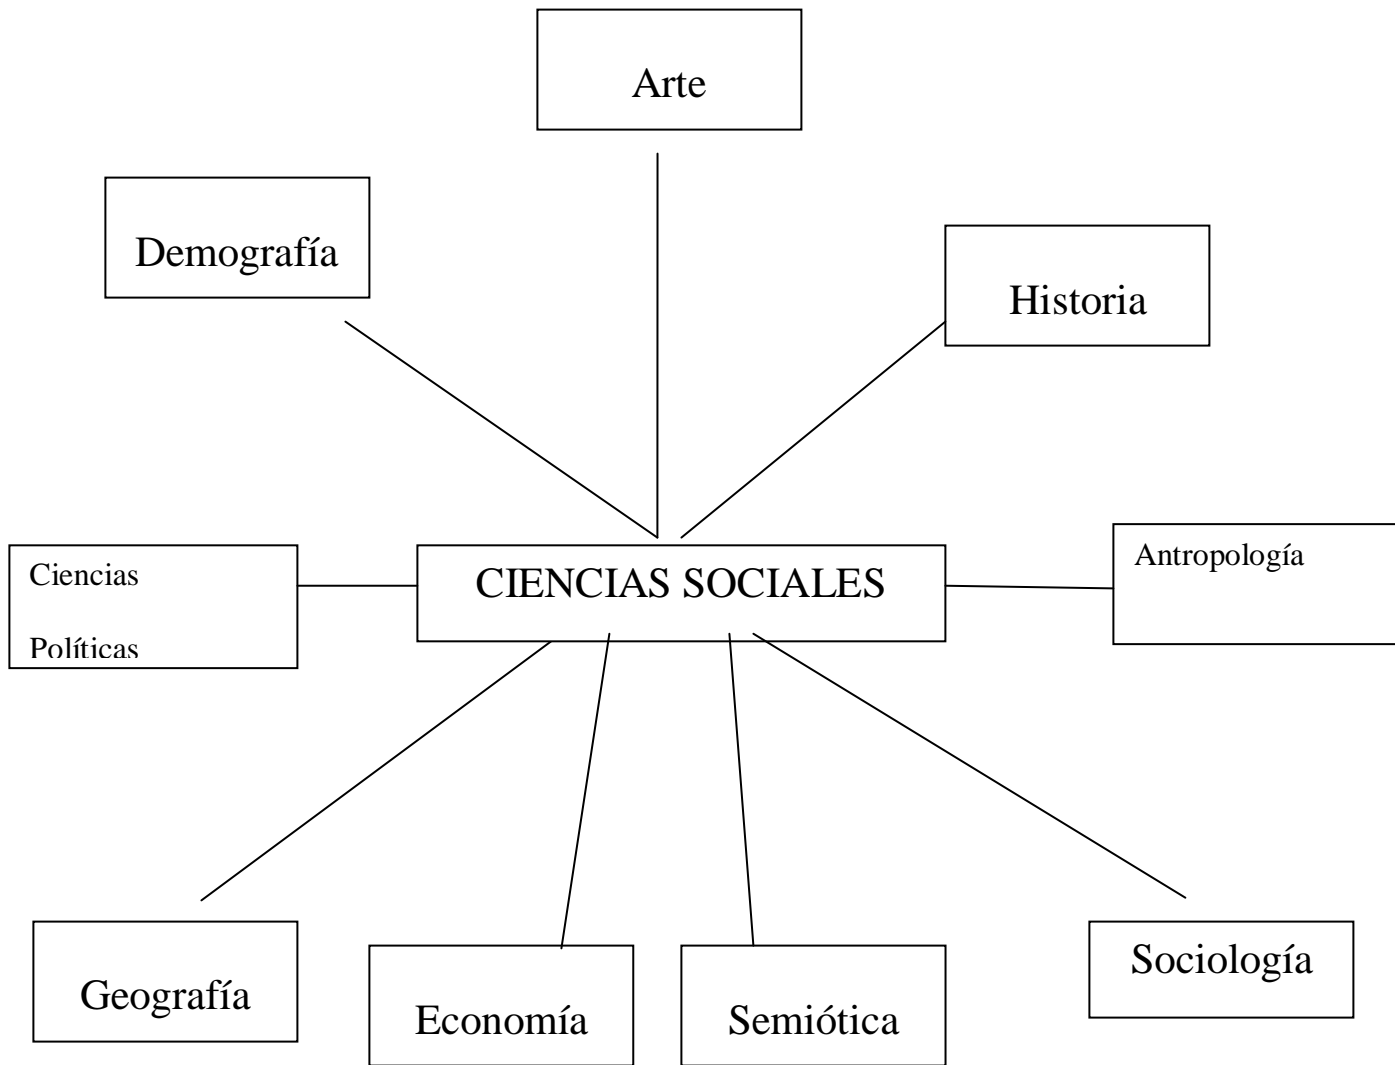 Arte
Demografía
Historia
Ciencias
Políticas
CIENCIAS SOCIALES
Antropología
Geografía
Economía
Semiótica
Sociología